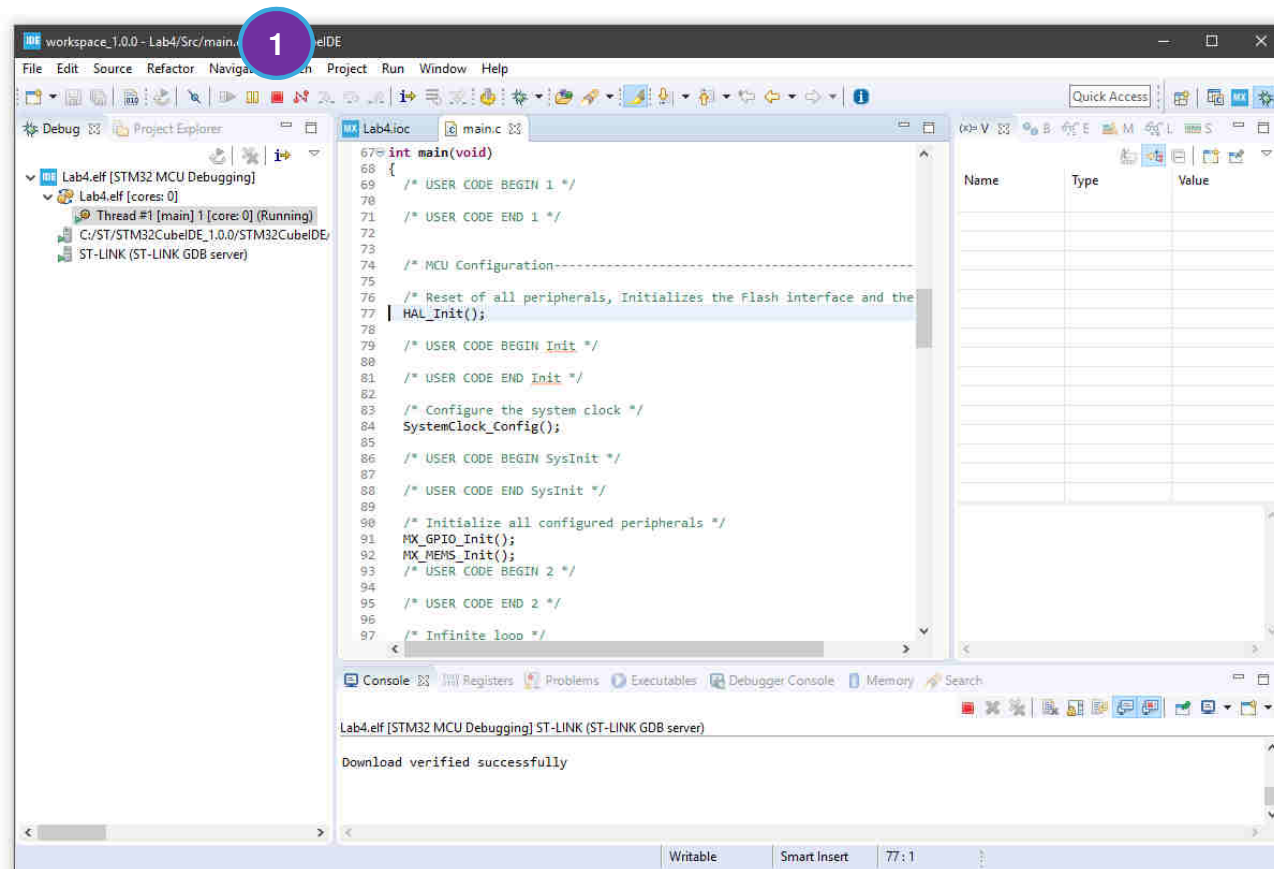 1
IDE workspace_1.0.0 - Lab4/Src/main. eIDE
File Edit Source Refactor Naviga h Project Run Window Help
Quick Access MX
Debug Project Explorer
Lab4.elf [STM32 MCU Debugging]
Lab4.elf [cores: 0]
Thread #1 [main] 1 [core: 0] (Running)
C:/ST/STM32CubeIDE_1.0.0/STM32CubeIDE/
ST-LINK (ST-LINK GDB server)
MX Lab4.ioc main.c
67 int main(void)
68 {
69 /* USER CODE BEGIN 1 */
70
71 /* USER CODE END 1 */
72
73
74 /* MCU Configuration------------------------------------------------
75
76 /* Reset of all peripherals, Initializes the Flash interface and the
77 HAL_Init();
78
79 /* USER CODE BEGIN Init */
80
81 /* USER CODE END Init */
82
83 /* Configure the system clock */
84 SystemClock_Config();
85
86 /* USER CODE BEGIN SysInit */
87
88 /* USER CODE END SysInit */
89
90 /* Initialize all configured peripherals */
91 MX_GPIO_Init();
92 MX_MEMS_Init();
93 /* USER CODE BEGIN 2 */
94
95 /* USER CODE END 2 */
96
97 /* Infinite loop */
(x)= V B E M L S
Name Type Value
Console Registers Problems Executables Debugger Console Memory Search
Lab4.elf [STM32 MCU Debugging] ST-LINK (ST-LINK GDB server)
Download verified successfully
Writable Smart Insert 77 : 1